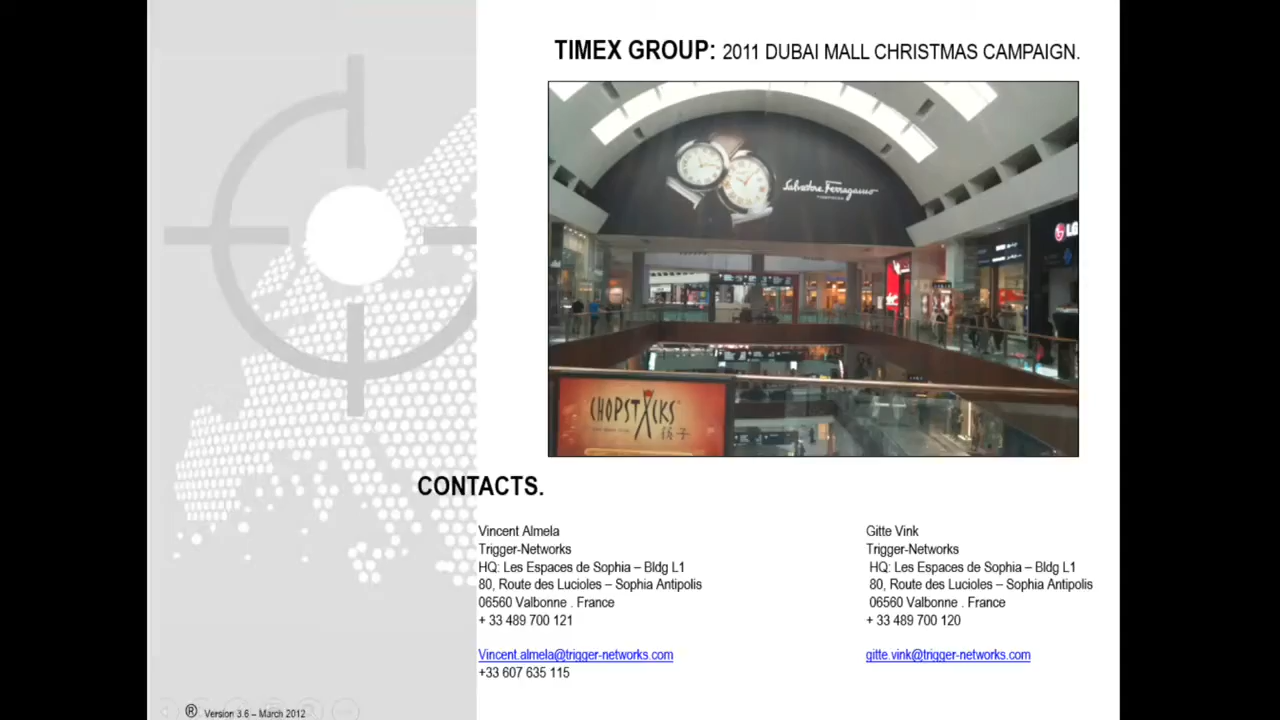 TIMEX GROUP: 2011 DUBAI MALL CHRISTMAS CAMPAIGN.
Salvatore Ferragamo
LG
CHOPSTICKS
筷子
CONTACTS.
Vincent Almela
Trigger-Networks
HQ: Les Espaces de Sophia – Bldg L1
80, Route des Lucioles – Sophia Antipolis
06560 Valbonne . France
+ 33 489 700 121
Vincent.almela@trigger-networks.com
+33 607 635 115
Gitte Vink
Trigger-Networks
HQ: Les Espaces de Sophia – Bldg L1
80, Route des Lucioles – Sophia Antipolis
06560 Valbonne . France
+ 33 489 700 120
gitte.vink@trigger-networks.com
® Version 3.6 – March 2012